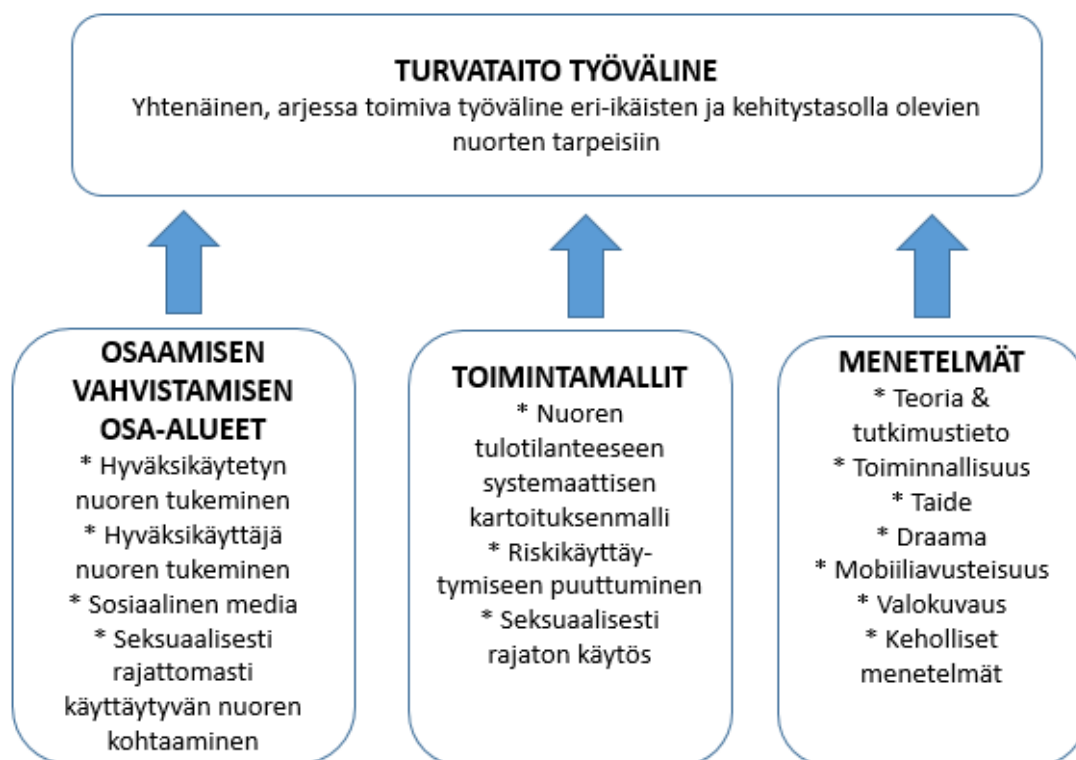 TURVATAITO TYÖVÄLINE
Yhtenäinen, arjessa toimiva työväline eri-ikäisten ja kehitystasolla olevien
nuorten tarpeisiin
OSAAMISEN
VAHVISTAMISEN
OSA-ALUEET
* Hyväksikäytetyn
nuoren tukeminen
* Hyväksikäyttäjä
nuoren tukeminen
* Sosiaalinen media
* Seksuaalisesti
rajattomasti
käyttäytyvän nuoren
kohtaaminen
TOIMINTAMALLIT
* Nuoren
tulotilanteeseen
systemaattisen
kartoituksenmalli
* Riskikäyttäy-
tymiseen puuttuminen
* Seksuaalisesti
rajaton käytös
MENETELMÄT
* Teoria &
tutkimustieto
* Toiminnallisuus
* Taide
* Draama
* Mobiiliavusteisuus
* Valokuvaus
* Keholliset
menetelmät